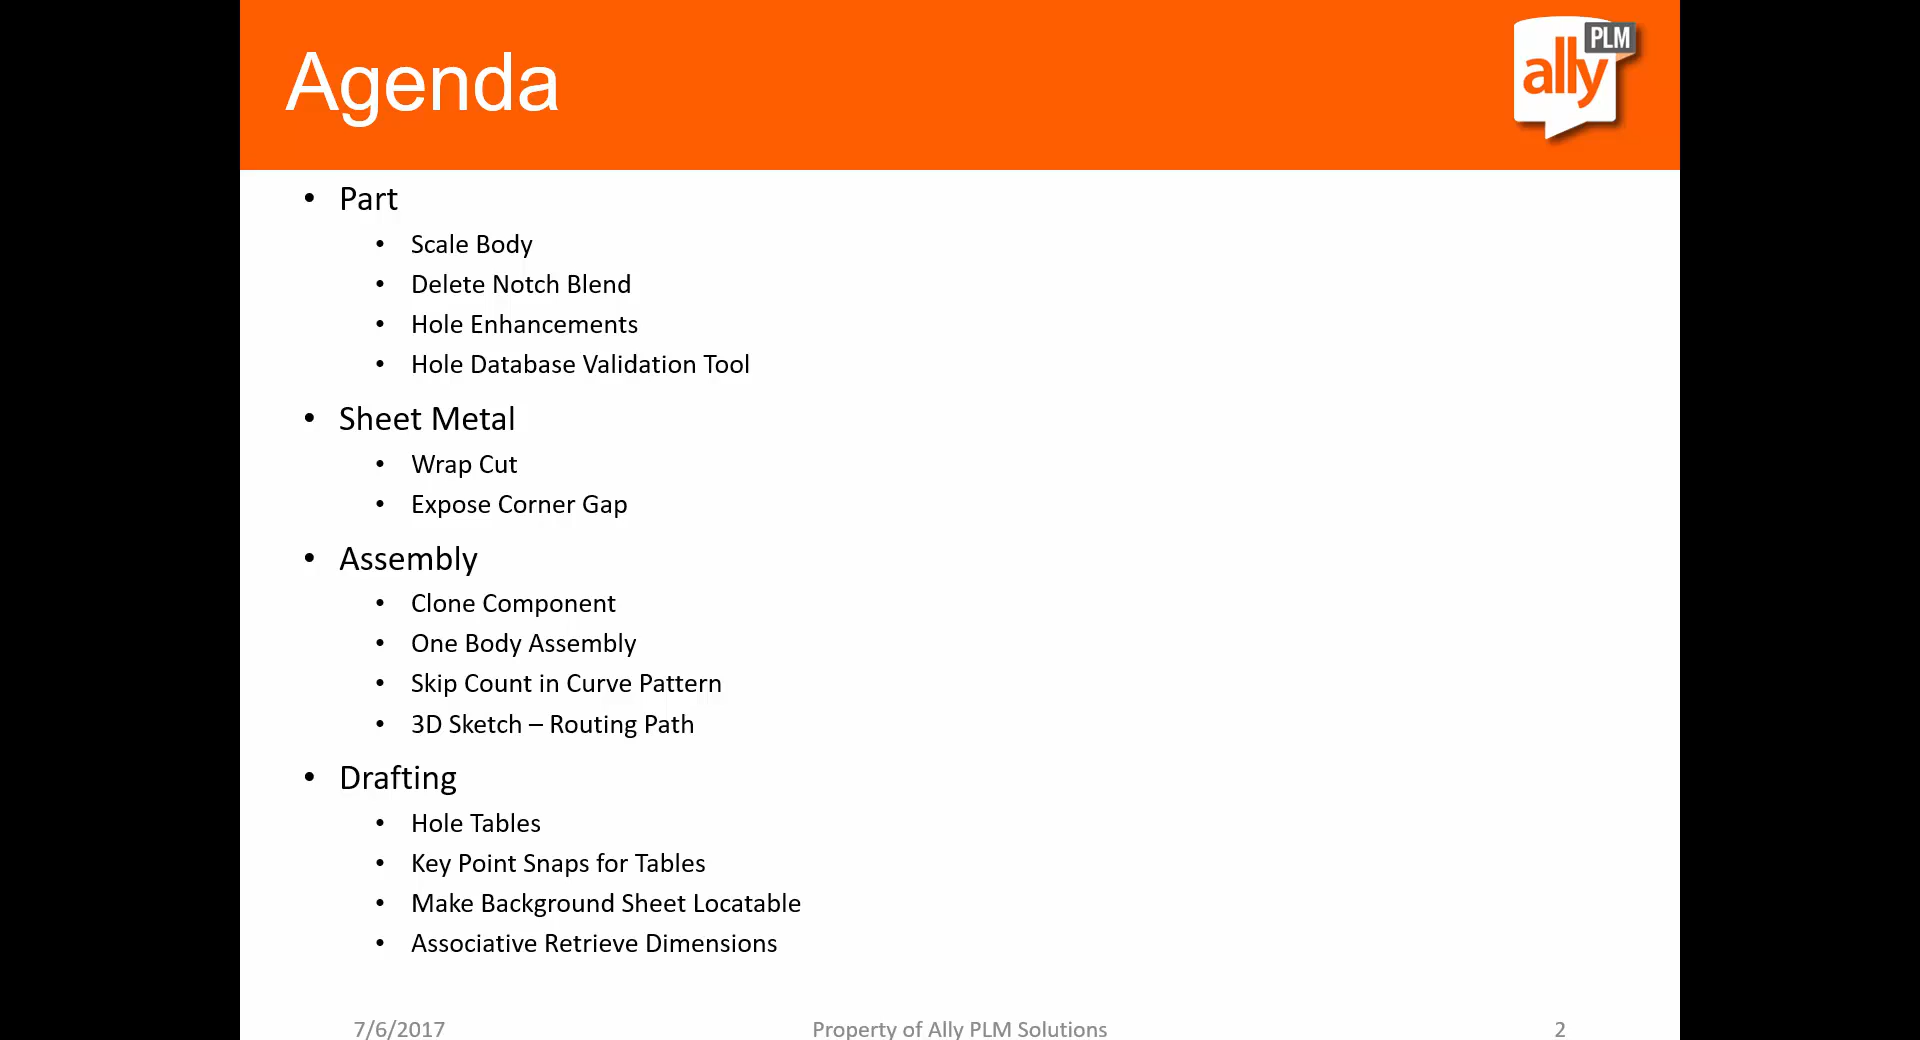 Agenda
PLM
ally
• Part
• Scale Body
• Delete Notch Blend
• Hole Enhancements
• Hole Database Validation Tool
• Sheet Metal
• Wrap Cut
• Expose Corner Gap
• Assembly
• Clone Component
• One Body Assembly
• Skip Count in Curve Pattern
• 3D Sketch – Routing Path
• Drafting
• Hole Tables
• Key Point Snaps for Tables
• Make Background Sheet Locatable
• Associative Retrieve Dimensions
7/6/2017 Property of Ally PLM Solutions 2